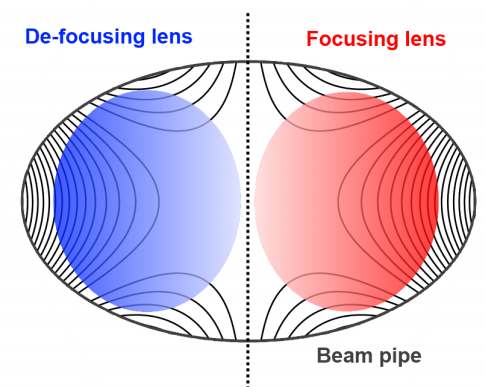 De-focusing lens
Focusing lens
Beam pipe